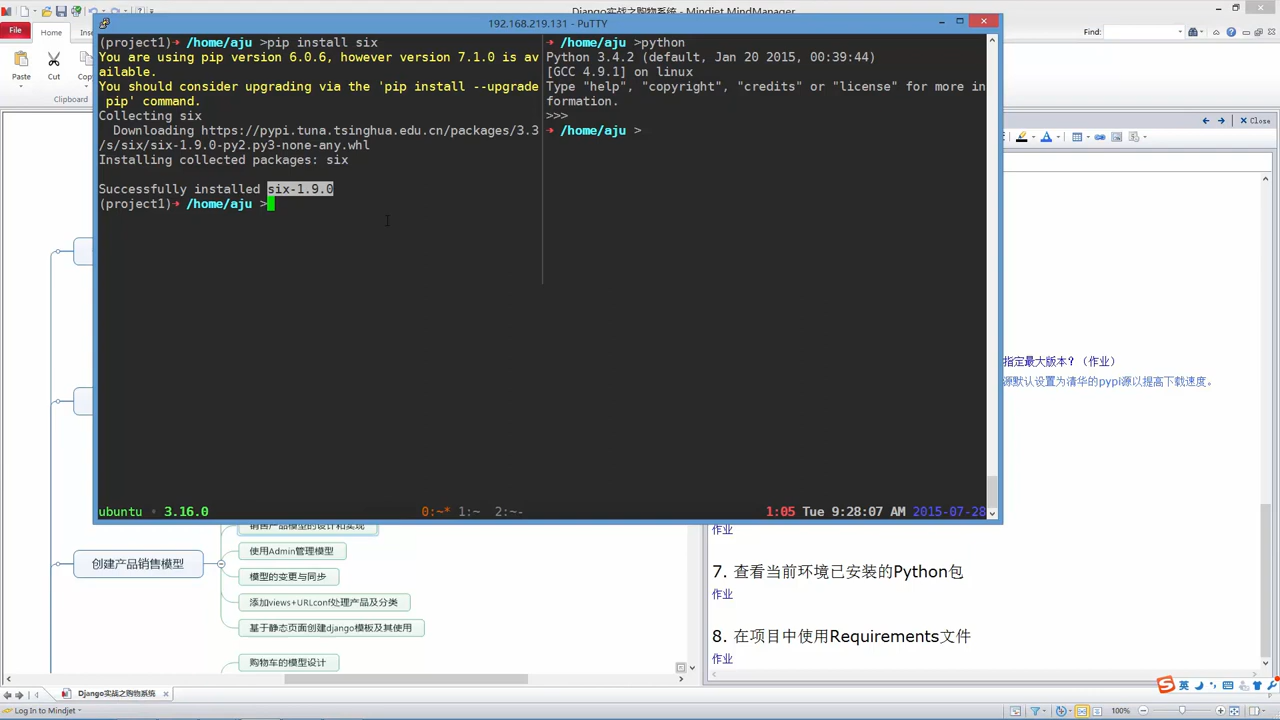 Django实战之购物系统 - Mindjet MindManager
192.168.219.131 - PuTTY
File
Home
Find:
Paste
Cut
Clipboard
Close
(project1)➜ /home/aju >pip install six
You are using pip version 6.0.6, however version 7.1.0 is av
ailable.
You should consider upgrading via the 'pip install --upgrade
pip' command.
Collecting six
Downloading https://pypi.tuna.tsinghua.edu.cn/packages/3.3
/s/six/six-1.9.0-py2.py3-none-any.whl
Installing collected packages: six
Successfully installed six-1.9.0
(project1)➜ /home/aju >
➜ /home/aju >python
Python 3.4.2 (default, Jan 20 2015, 00:39:44)
[GCC 4.9.1] on linux
Type "help", "copyright", "credits" or "license" for more in
formation.
>>>
➜ /home/aju >
ubuntu • 3.16.0 0:~* 1:~ 2:~- 1:05 Tue 9:28:07 AM 2015-07-28
指定最大版本？（作业）
源默认设置为清华的pypi源以提高下载速度。
销售产品模型的设计和实现
创建产品销售模型
使用Admin管理模型
模型的变更与同步
添加views+URLconf处理产品及分类
基于静态页面创建django模板及其使用
购物车的模型设计
作业
7. 查看当前环境已安装的Python包
作业
8. 在项目中使用Requirements文件
作业
Django实战之购物系统
英
Log In to Mindjet
100%